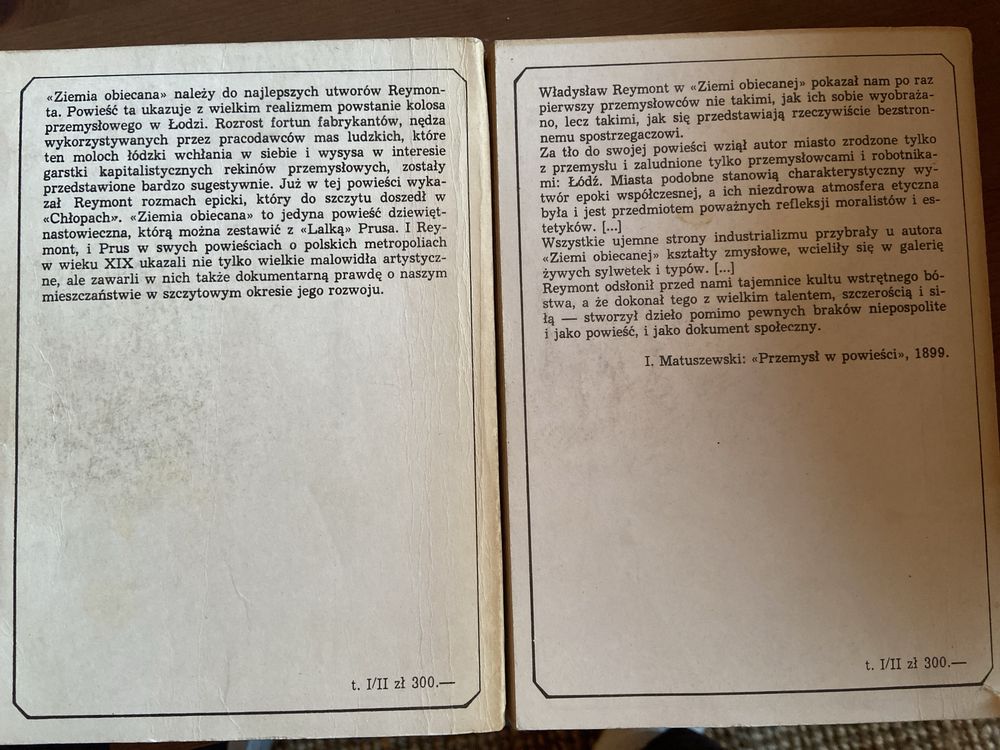 «Ziemia obiecana» należy do najlepszych utworów Reymon-
ta. Powieść ta ukazuje z wielkim realizmem powstanie kolosa
przemysłowego w Łodzi. Rozrost fortun fabrykantów, nędza
wykorzystywanych przez pracodawców mas ludzkich, które
ten moloch łódzki wchłania w siebie i wysysa w interesie
garstki kapitalistycznych rekinów przemysłowych, zostały
przedstawione bardzo sugestywnie. Już w tej powieści wyka-
zał Reymont rozmach epicki, który do szczytu doszedł w
«Chłopach». «Ziemia obiecana» to jedyna powieść dziewięt-
nastowieczna, którą można zestawić z «Lalką» Prusa. I Rey-
mont, i Prus w swych powieściach o polskich metropoliach
w wieku XIX ukazali nie tylko wielkie malowidła artystycz-
ne, ale zawarli w nich także dokumentarną prawdę o naszym
mieszczaństwie w szczytowym okresie jego rozwoju.
t. I/II zł 300.—
Władysław Reymont w «Ziemi obiecanej» pokazał nam po raz
pierwszy przemysłowców nie takimi, jak ich sobie wyobraża-
no, lecz takimi, jak się przedstawiają rzeczywiście bezstron-
nemu spostrzegaczowi.
Za tło do swojej powieści wziął autor miasto zrodzone tylko
z przemysłu i zaludnione tylko przemysłowcami i robotnika-
mi: Łódź. Miasta podobne stanowią charakterystyczny wy-
twór epoki współczesnej, a ich niezdrowa atmosfera etyczna
była i jest przedmiotem poważnych refleksji moralistów i es-
tetyków. [...]
Wszystkie ujemne strony industrializmu przybrały u autora
«Ziemi obiecanej» kształty zmysłowe, wcieliły się w galerię
żywych sylwetek i typów. [...]
Reymont odsłonił przed nami tajemnice kultu wstrętnego bó-
stwa, a że dokonał tego z wielkim talentem, szczerością i si-
łą — stworzył dzieło pomimo pewnych braków niepospolite
i jako powieść, i jako dokument społeczny.
I. Matuszewski: «Przemysł w powieści», 1899.
t. I/II zł 300.—